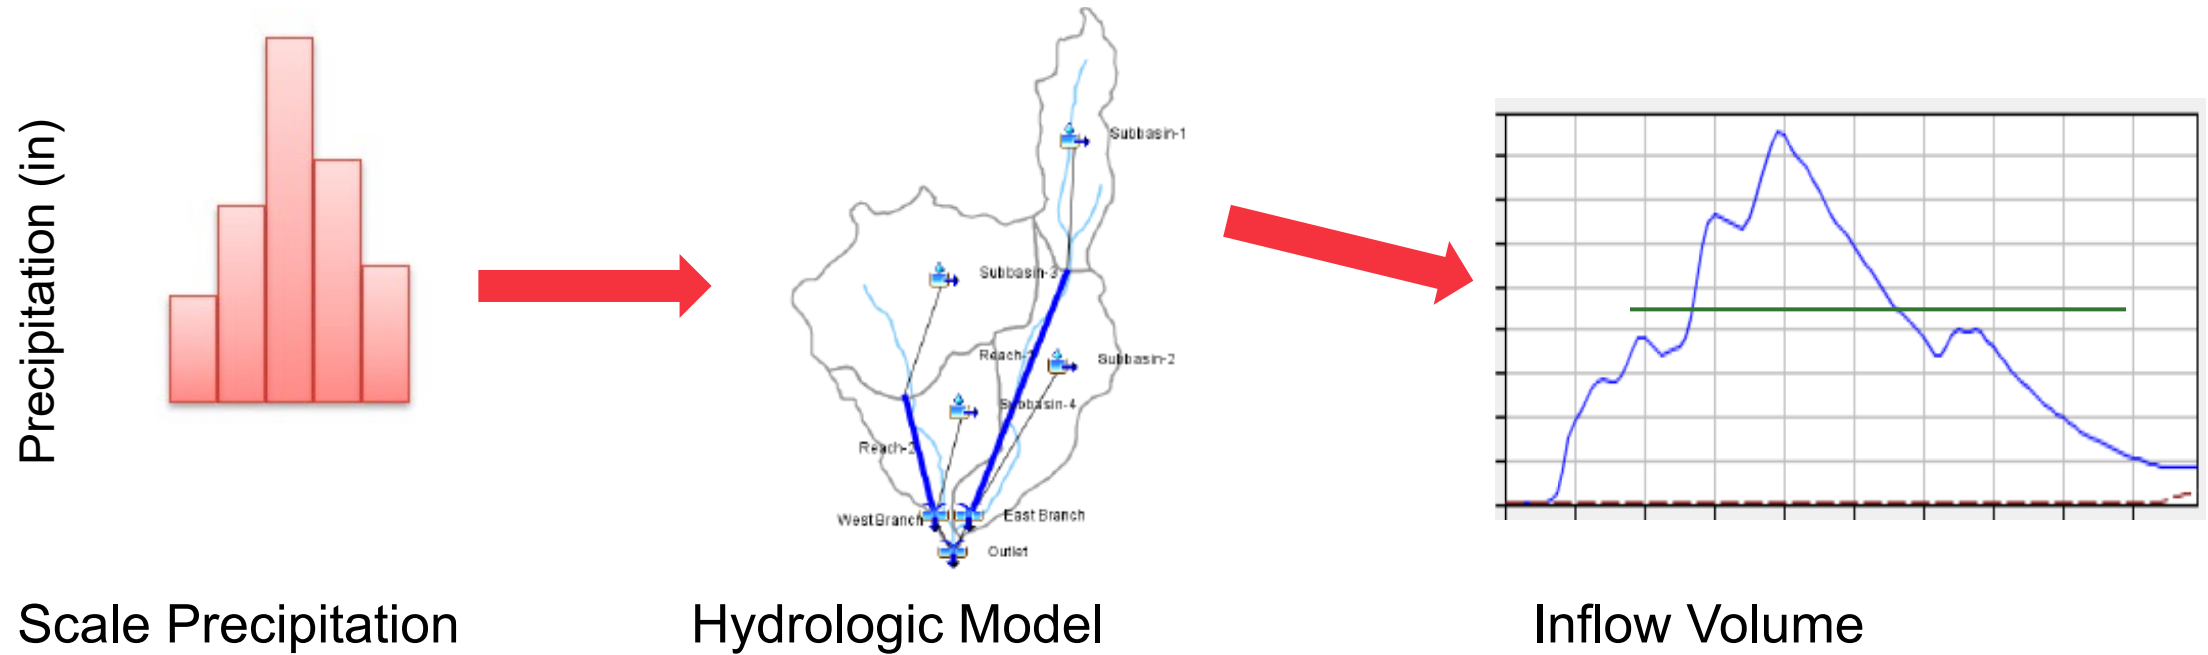 Precipitation (in)
Subbasin-1
Subbasin-3
Reach-1
Subbasin-2
Subbasin-4
Reach-2
West Branch
East Branch
Outlet
Scale Precipitation
Hydrologic Model
Inflow Volume